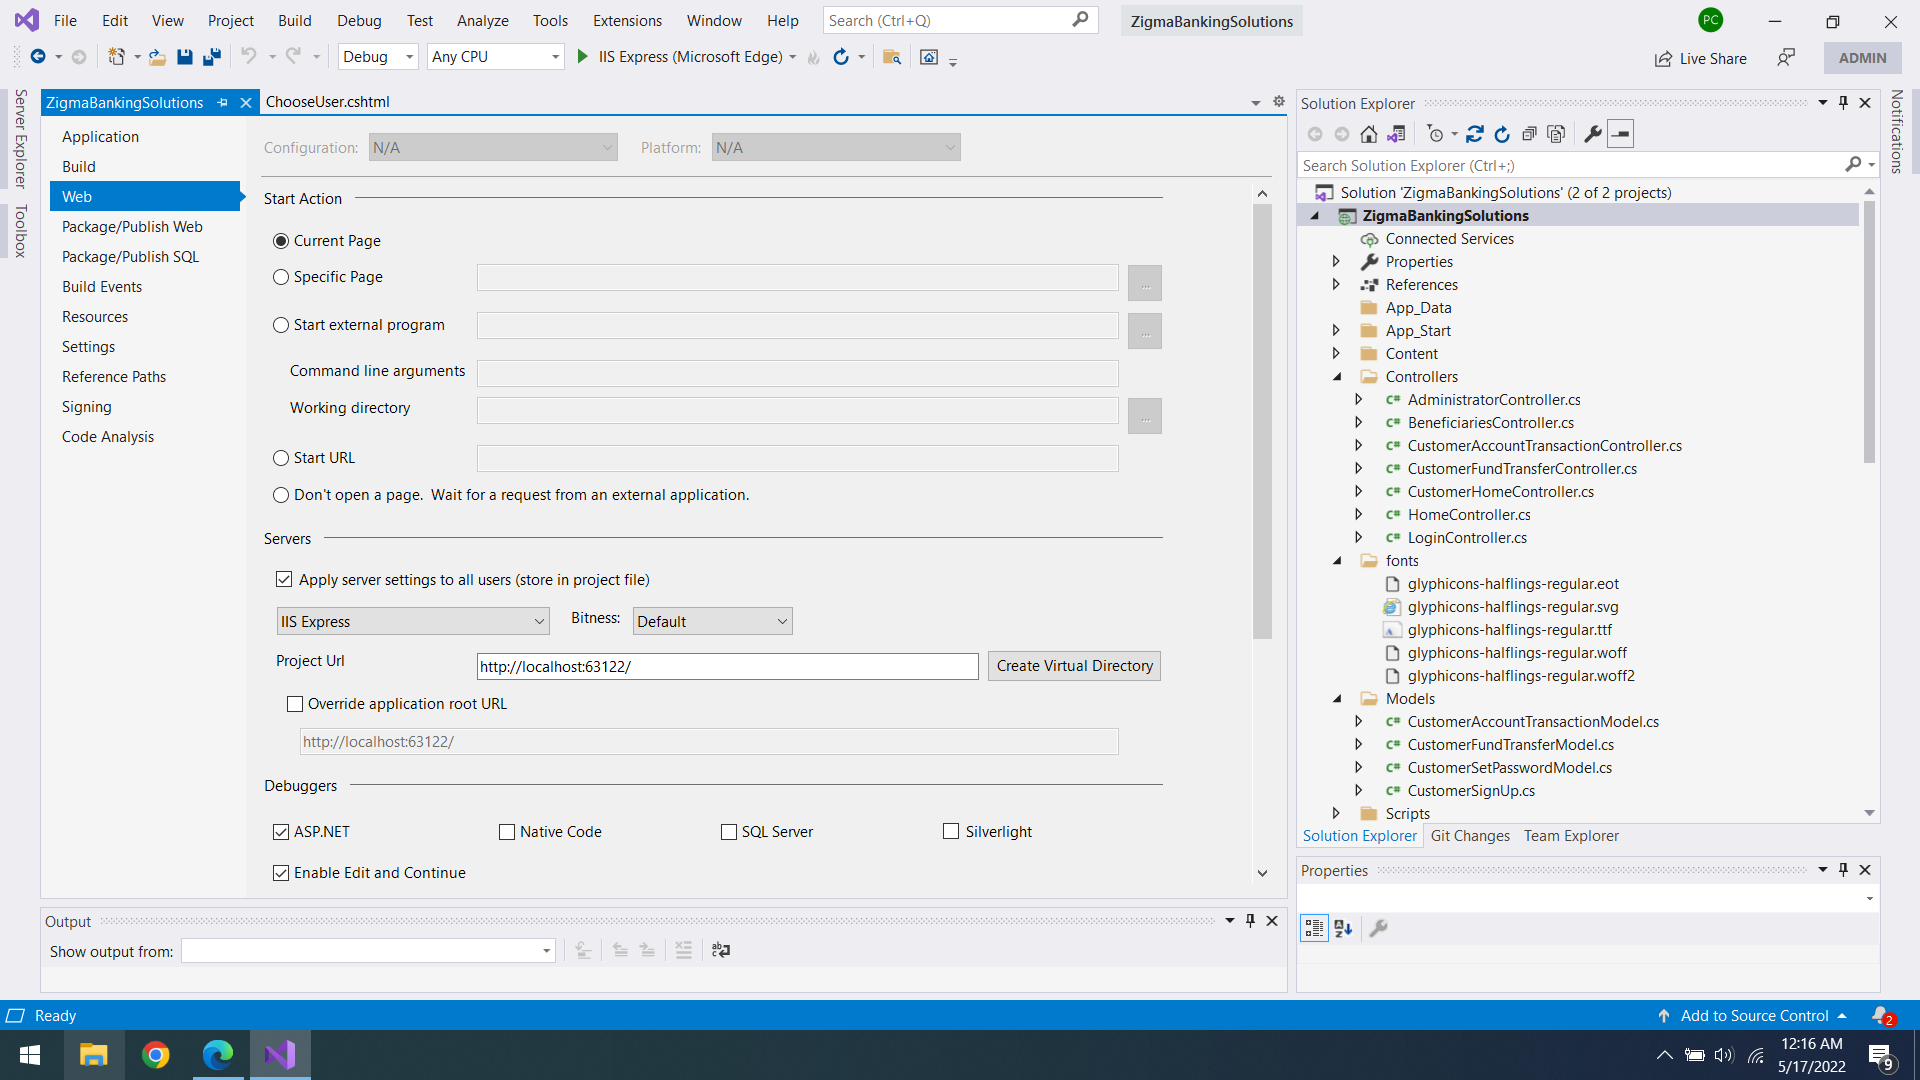 File Edit View Project Build Debug Test Analyze Tools Extensions Window Help Search (Ctrl+Q) ZigmaBankingSolutions PC
Debug Any CPU IIS Express (Microsoft Edge) Live Share ADMIN
Server Explorer
Toolbox
ZigmaBankingSolutions ChooseUser.cshtml
Application
Build
Web
Package/Publish Web
Package/Publish SQL
Build Events
Resources
Settings
Reference Paths
Signing
Code Analysis
Configuration: N/A Platform: N/A
Start Action
Current Page
Specific Page ...
Start external program ...
Command line arguments
Working directory ...
Start URL
Don't open a page. Wait for a request from an external application.
Servers
Apply server settings to all users (store in project file)
IIS Express Bitness: Default
Project Url http://localhost:63122/ Create Virtual Directory
Override application root URL
http://localhost:63122/
Debuggers
ASP.NET Native Code SQL Server Silverlight
Enable Edit and Continue
Output
Show output from:
Solution Explorer
Search Solution Explorer (Ctrl+;)
Solution 'ZigmaBankingSolutions' (2 of 2 projects)
ZigmaBankingSolutions
Connected Services
Properties
References
App_Data
App_Start
Content
Controllers
C# AdministratorController.cs
C# BeneficiariesController.cs
C# CustomerAccountTransactionController.cs
C# CustomerFundTransferController.cs
C# CustomerHomeController.cs
C# HomeController.cs
C# LoginController.cs
fonts
glyphicons-halflings-regular.eot
glyphicons-halflings-regular.svg
glyphicons-halflings-regular.ttf
glyphicons-halflings-regular.woff
glyphicons-halflings-regular.woff2
Models
C# CustomerAccountTransactionModel.cs
C# CustomerFundTransferModel.cs
C# CustomerSetPasswordModel.cs
C# CustomerSignUp.cs
Scripts
Solution Explorer Git Changes Team Explorer
Properties
Notifications
Ready Add to Source Control 2
12:16 AM
5/17/2022
9